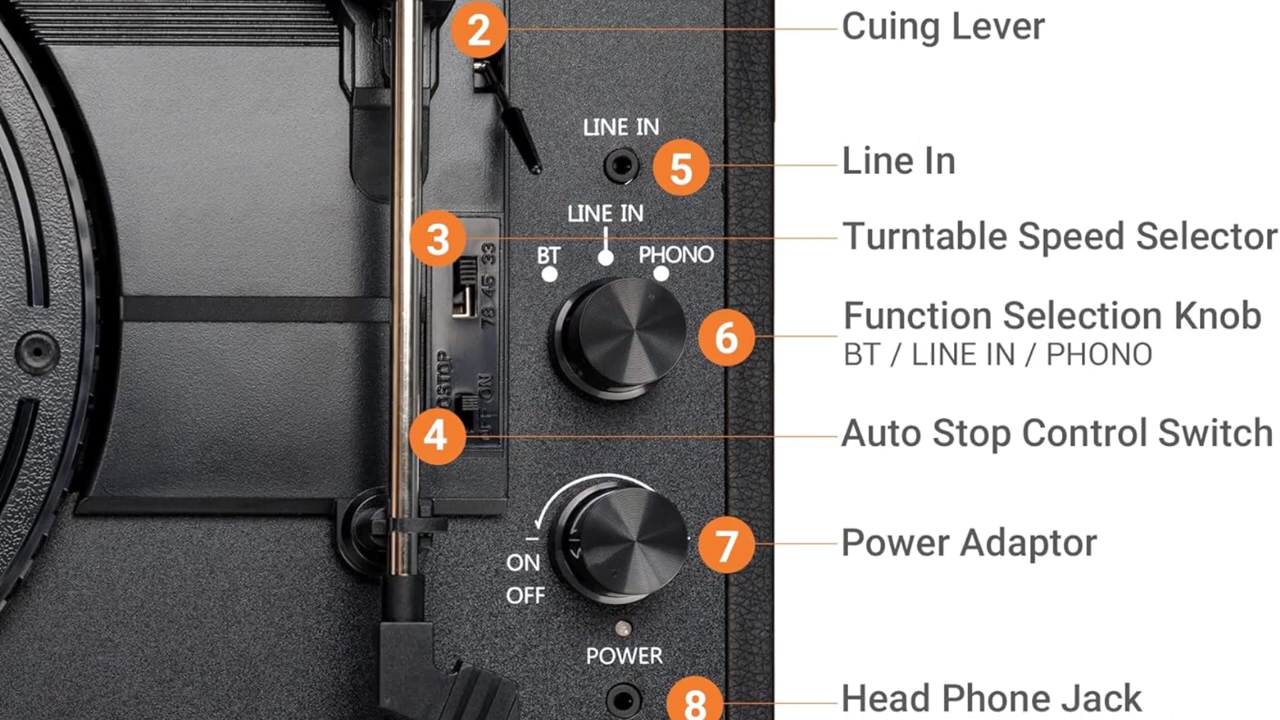 2
Cuing Lever
LINE IN
5
Line In
LINE IN
3
Turntable Speed Selector
BT
PHONO
78 45 33
6
Function Selection Knob
BT / LINE IN / PHONO
ON
4
Auto Stop Control Switch
7
Power Adaptor
ON
OFF
POWER
8
Head Phone Jack